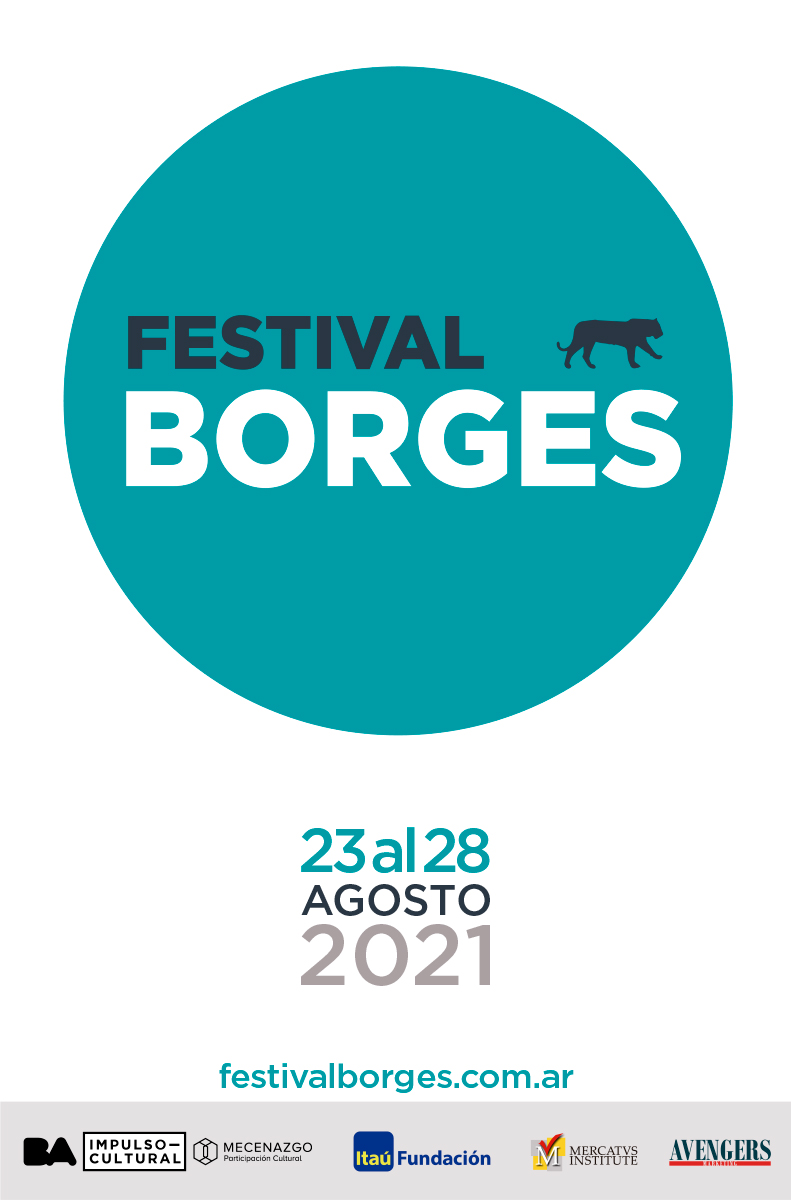 FESTIVAL
BORGES
23 al 28
AGOSTO
2021
festivalborges.com.ar
BA
IMPULSO—
CULTURAL
MECENAZGO
Participación Cultural
Itaú Fundación
M
MERCATVS
INSTITUTE
AVENGERS
MARKETING